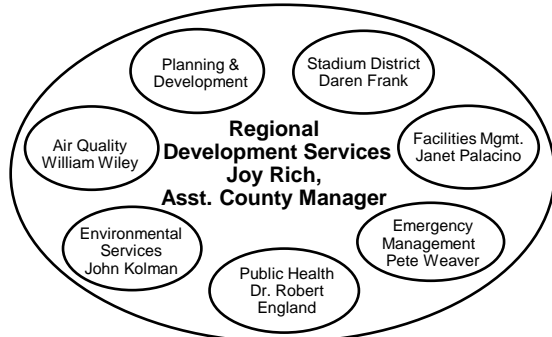 Planning &
Development
Stadium District
Daren Frank
Air Quality
William Wiley
Regional
Development Services
Joy Rich,
Asst. County Manager
Facilities Mgmt.
Janet Palacino
Environmental
Services
John Kolman
Public Health
Dr. Robert
England
Emergency
Management
Pete Weaver